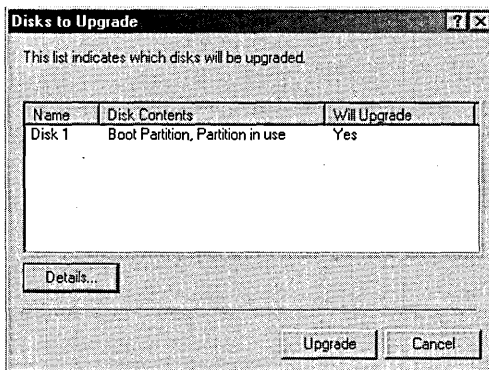 Disks to Upgrade
This list indicates which disks will be upgraded.
Name Disk Contents Will Upgrade
Disk 1 Boot Partition, Partition in use Yes
Details...
Upgrade Cancel